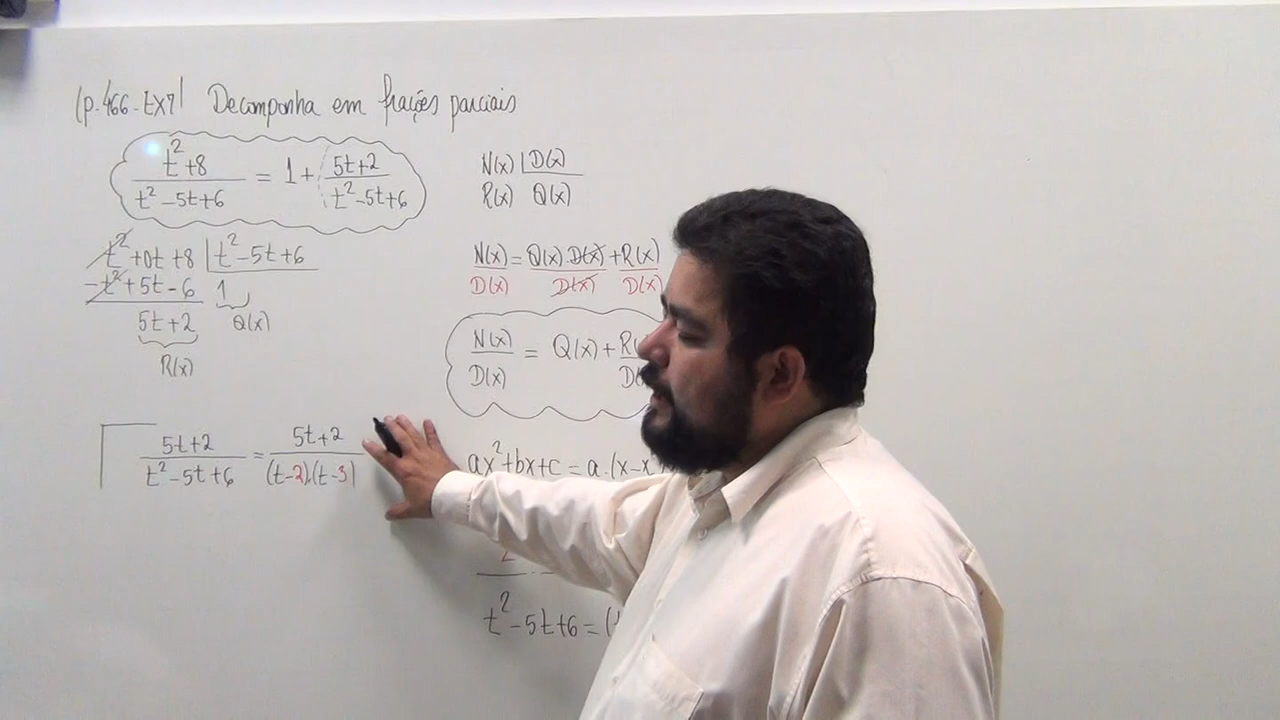 (p.466-EX7) Decomponha em frações parciais
t²+8 / t²-5t+6 = 1 + 5t+2 / t²-5t+6
t²+0t+8 | t²-5t+6
-t²+5t-6 1
5t+2 Q(x)
R(x)
5t+2 / t²-5t+6 = 5t+2 / (t-2).(t-3)
N(x) | D(x)
R(x) Q(x)
N(x) / D(x) = Q(x).D(x) / D(x) + R(x) / D(x)
N(x) / D(x) = Q(x) +
ax²+bx+c = a.(x-x
t²-5t+6 = (